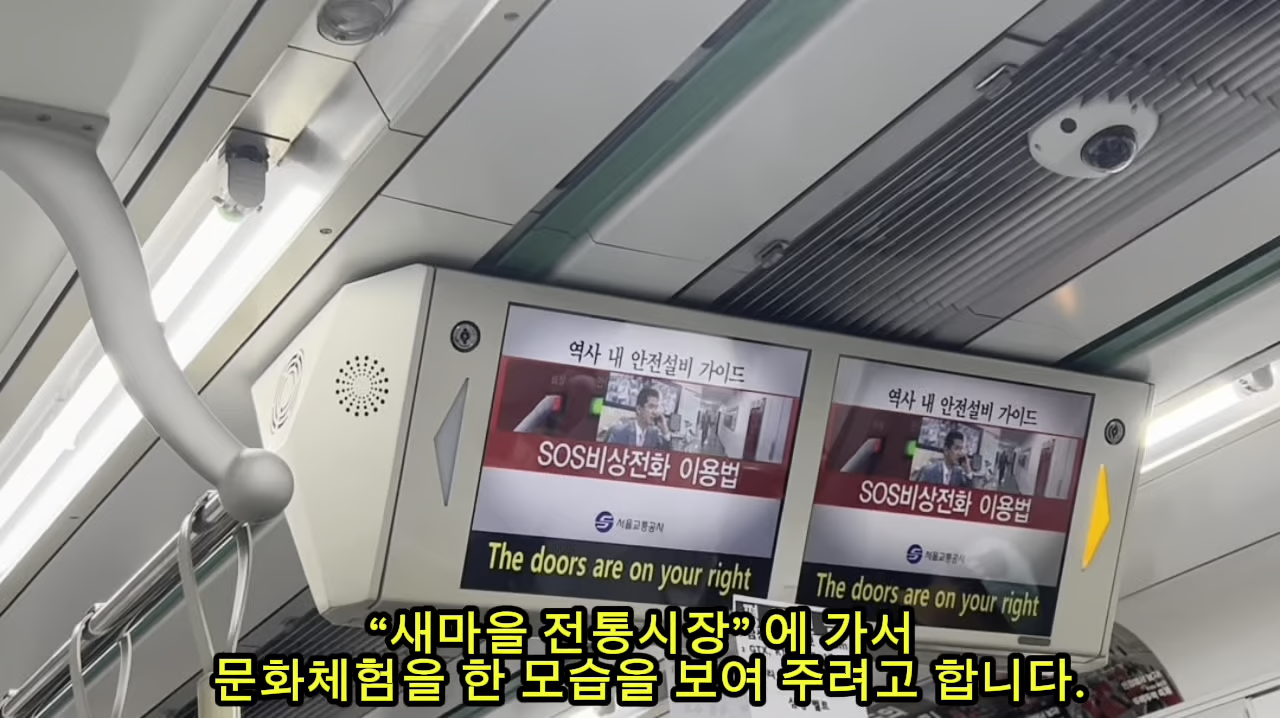 역사 내 안전설비 가이드
SOS비상전화 이용법
서울교통공사
The doors are on your right
역사 내 안전설비 가이드
SOS비상전화 이용법
서울교통공사
The doors are on your right
“새마을 전통시장” 에 가서
문화체험을 한 모습을 보여 주려고 합니다.